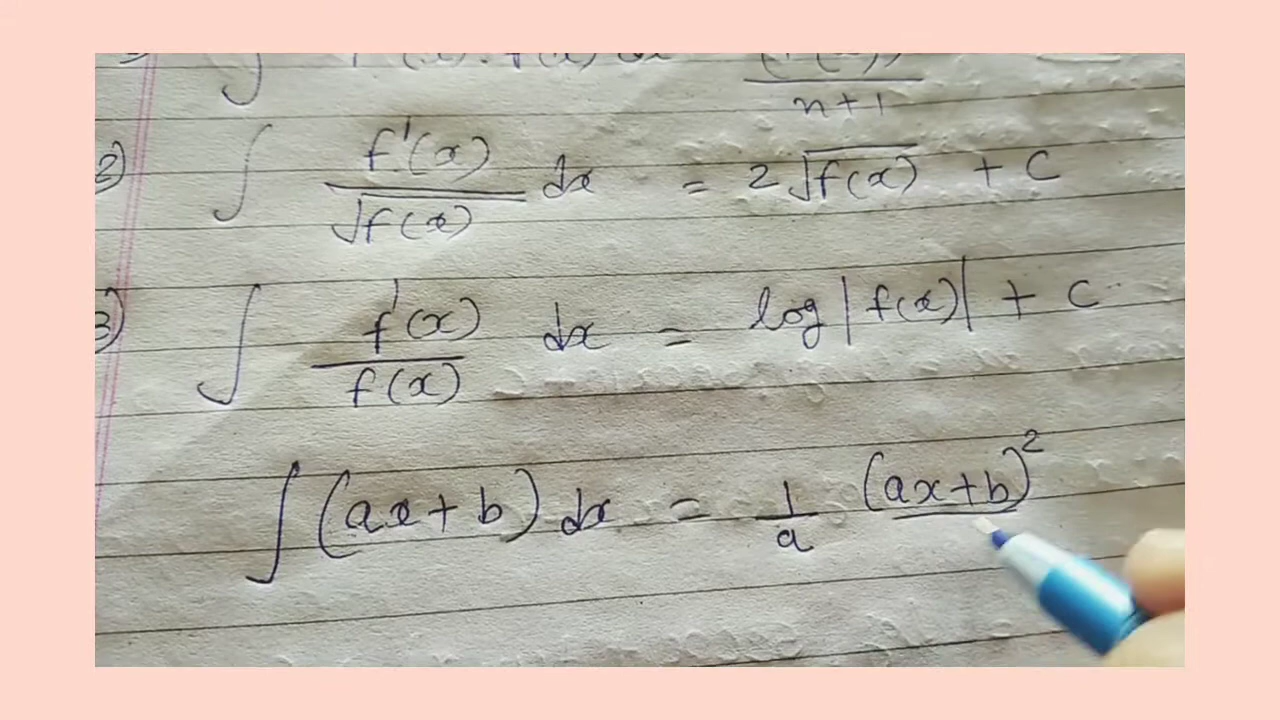 n+1
2) ∫ f'(x)/√f(x) dx = 2√f(x) + C
3) ∫ f'(x)/f(x) dx = log|f(x)| + C
∫(ax+b) dx = 1/a (ax+b)²